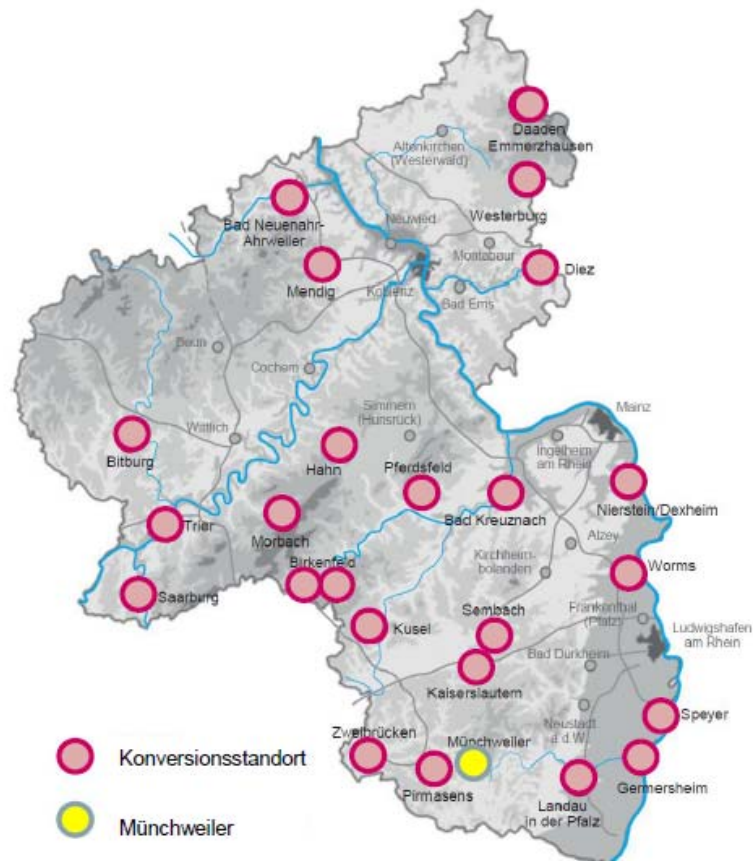 Daaden
Emmerzhausen
Altenkirchen
(Westerwald)
Westerburg
Bad Neuenahr-
Ahrweiler
Neuwied
Montabaur
Diez
Mendig
Koblenz
Bad Ems
Daun
Cochem
Simmern
(Hunsrück)
Mainz
Wittlich
Ingelheim
am Rhein
Bitburg
Hahn
Pferdsfeld
Nierstein/Dexheim
Bad Kreuznach
Trier
Morbach
Alzey
Kirchheim-
bolanden
Worms
Birkenfeld
Saarburg
Kusel
Sembach
Frankenthal
(Pfalz)
Ludwigshafen
am Rhein
Bad Dürkheim
Kaiserslautern
Speyer
Zweibrücken
Münchweiler
Neustadt
a.d.W.
Germersheim
Pirmasens
Landau
in der Pfalz
Konversionsstandort
Münchweiler